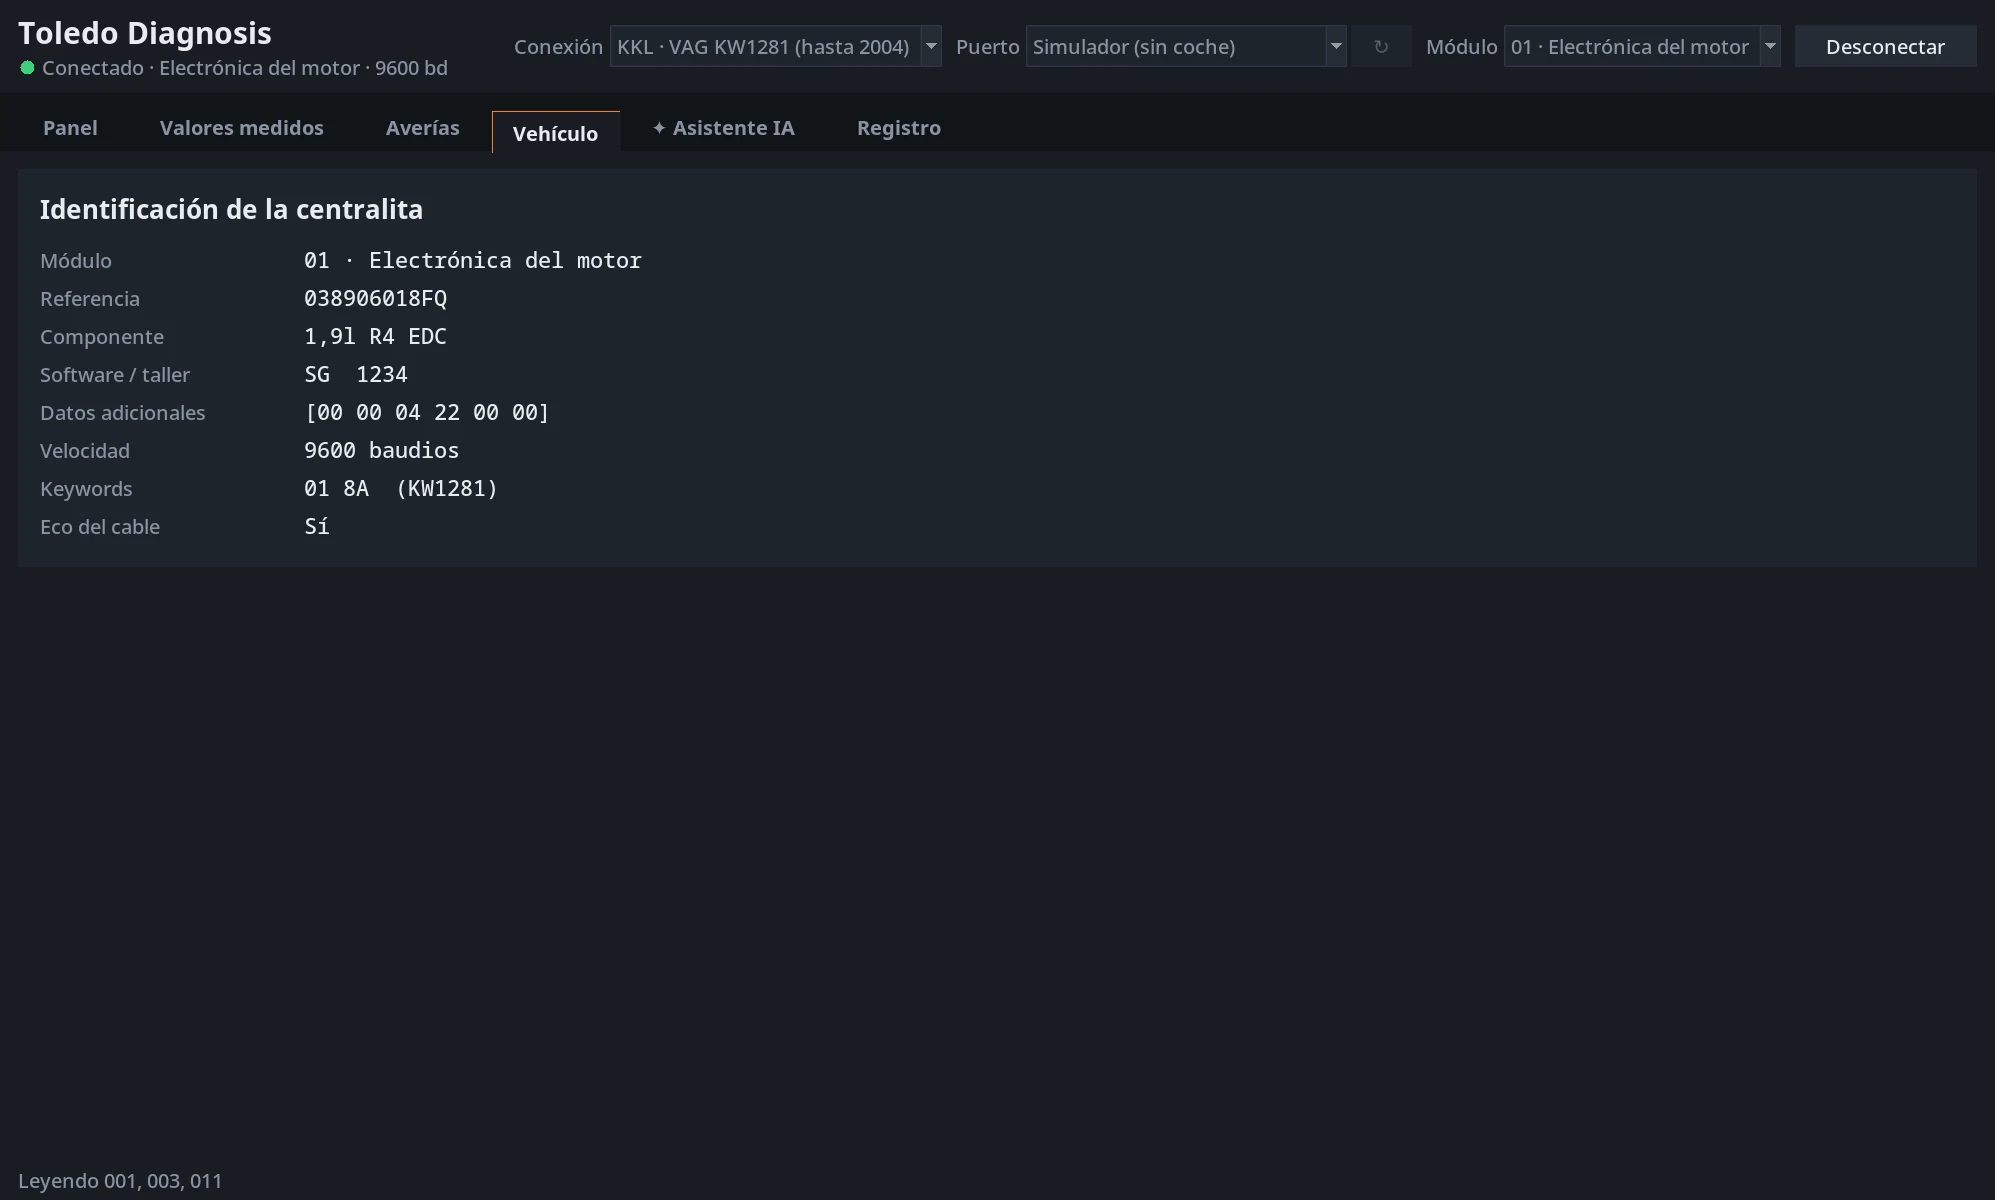 Toledo Diagnosis
Conectado · Electrónica del motor · 9600 bd
Conexión KKL · VAG KW1281 (hasta 2004) Puerto Simulador (sin coche) ↻ Módulo 01 · Electrónica del motor Desconectar
Panel Valores medidos Averías Vehículo ✦ Asistente IA Registro
Identificación de la centralita
Módulo 01 · Electrónica del motor
Referencia 038906018FQ
Componente 1,9l R4 EDC
Software / taller SG  1234
Datos adicionales [00 00 04 22 00 00]
Velocidad 9600 baudios
Keywords 01 8A  (KW1281)
Eco del cable Sí
Leyendo 001, 003, 011